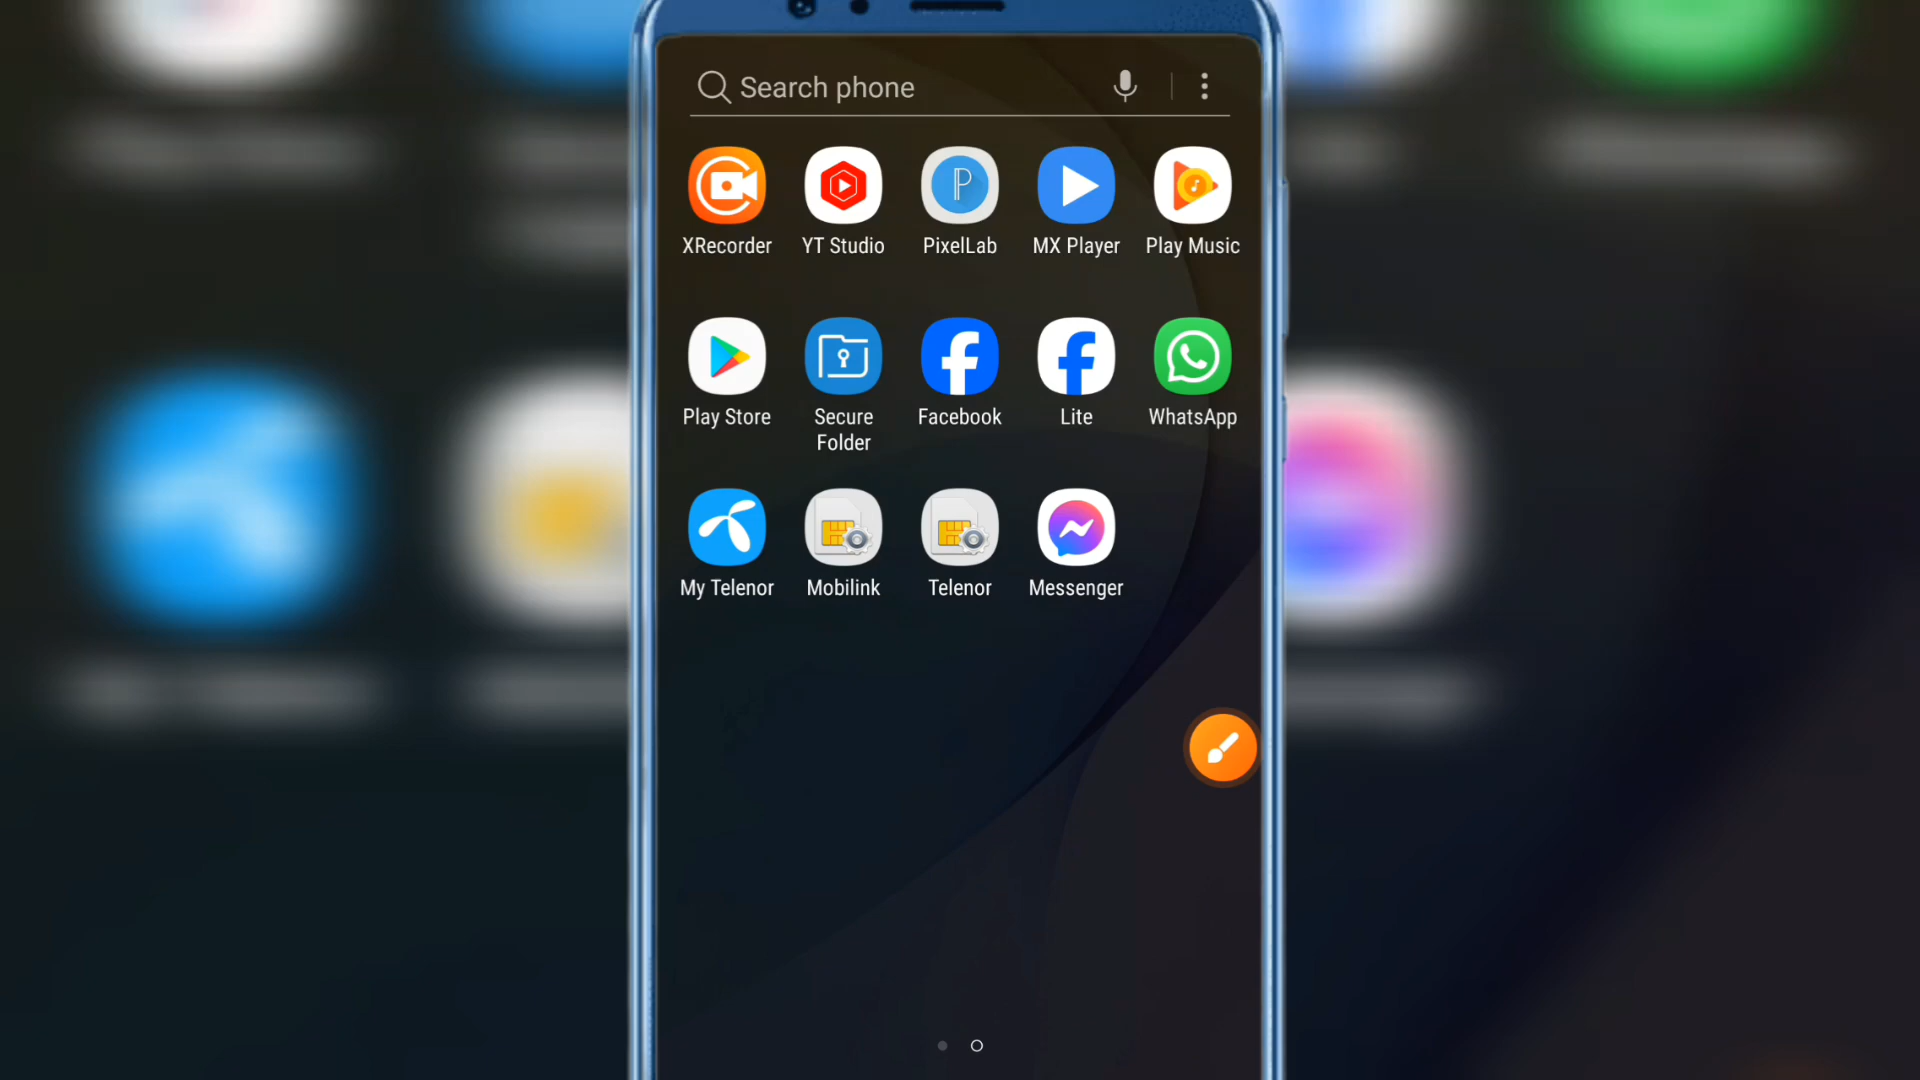 Search phone
XRecorder YT Studio PixelLab MX Player Play Music
Play Store Secure Folder Facebook Lite WhatsApp
My Telenor Mobilink Telenor Messenger